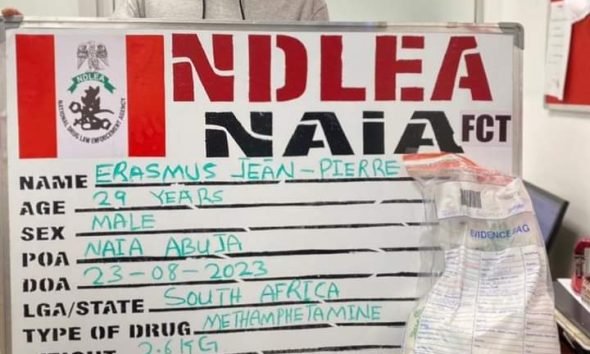 NDLEA
NAIA FCT
NDLEA
NATIONAL DRUG LAW ENFORCEMENT AGENCY
NAME ERASMUS JEAN-PIERRE
AGE 29 YEARS
SEX MALE
POA NAIA ABUJA
DOA 23-08-2023
LGA/STATE SOUTH AFRICA
TYPE OF DRUG METHAMPHETAMINE
WEIGHT 2.6KG
EVIDENCE BAG